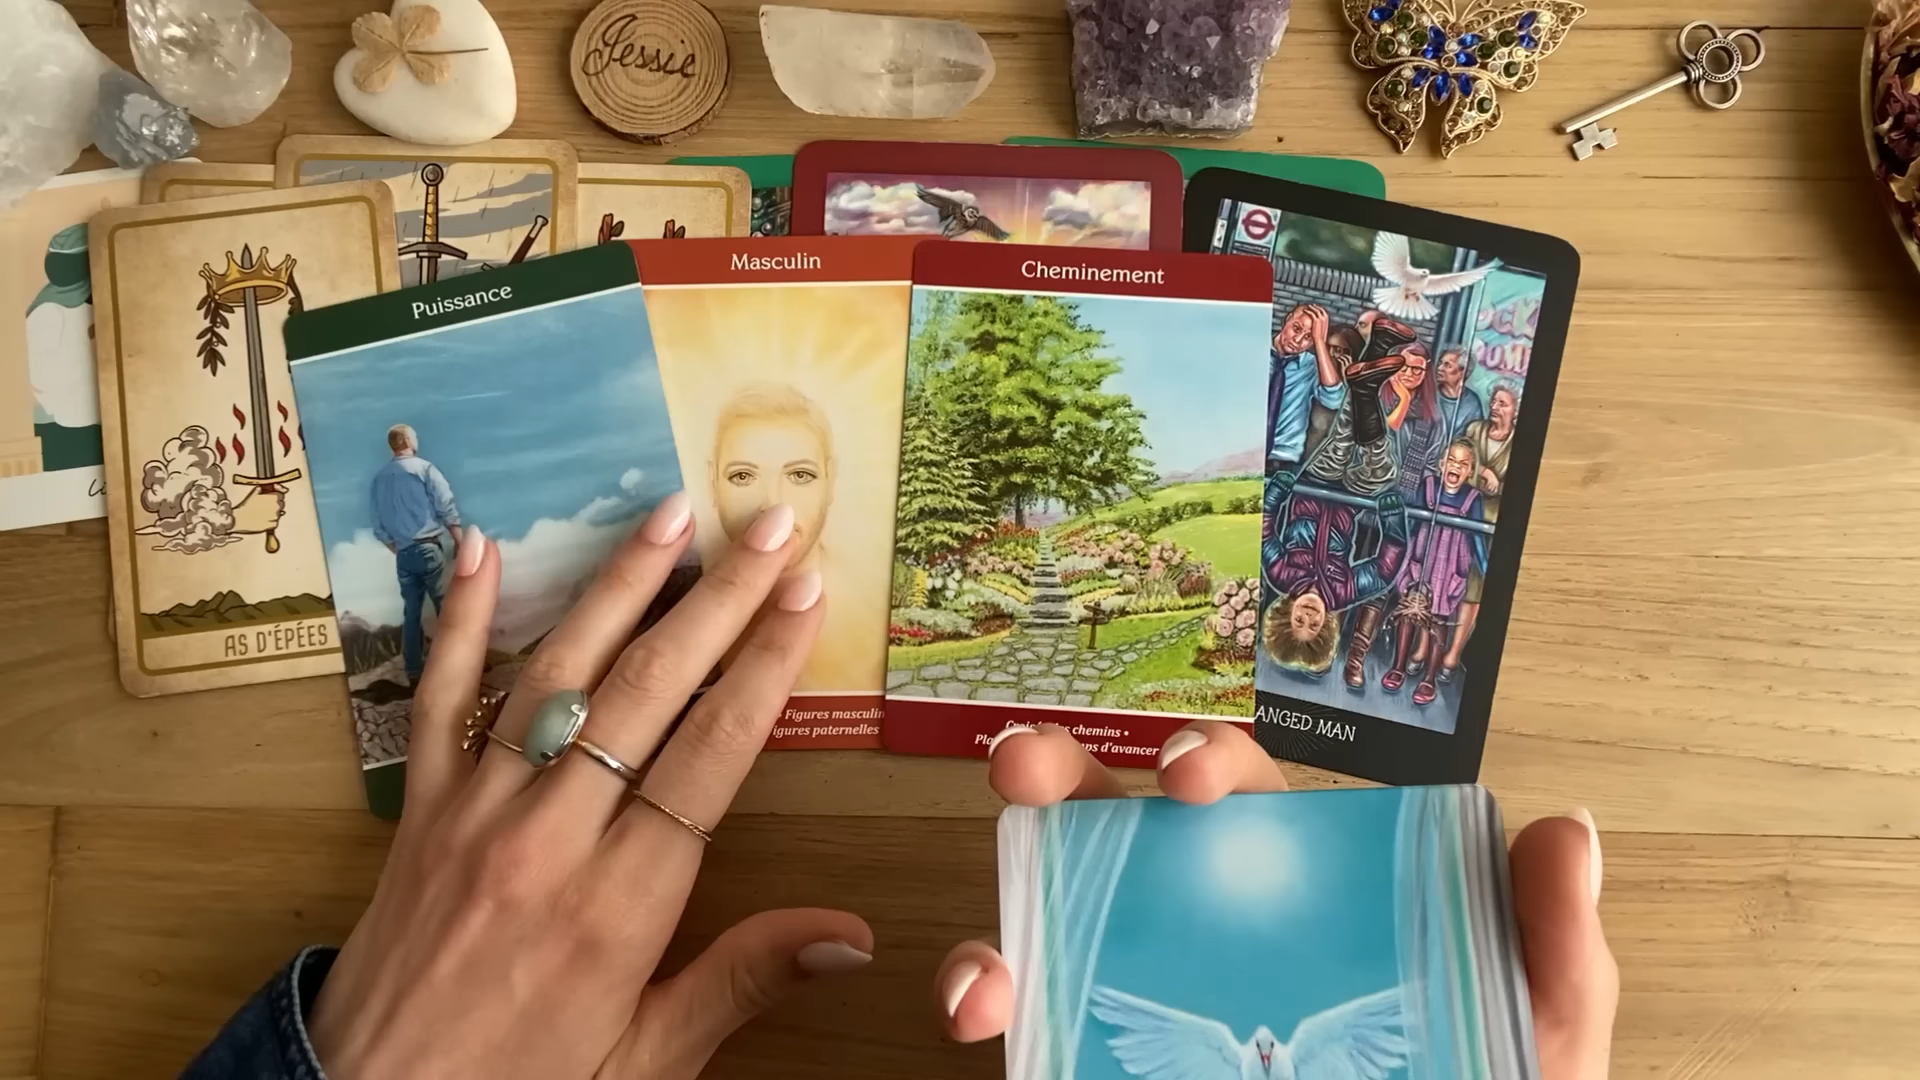 Jessie
Puissance
Masculin
Cheminement
AS D'ÉPÉES
Figures masculin
igures paternelles
chemins •
d'avancer
ANGED MAN